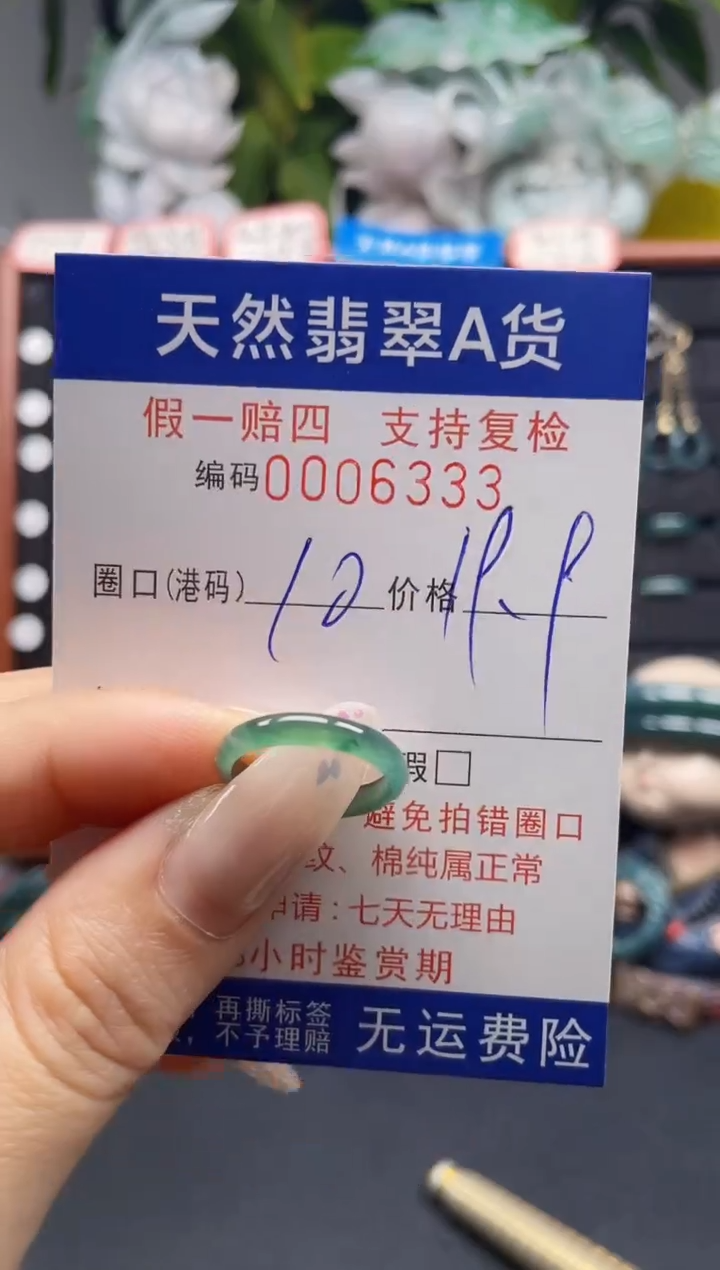 天然翡翠A货
假一赔四 支持复检
编码0006333
圈口(港码) 12 价格
假□
避免拍错圈口
纹、棉纯属正常
申请:七天无理由
小时鉴赏期
再撕标签
不予理赔
无运费险